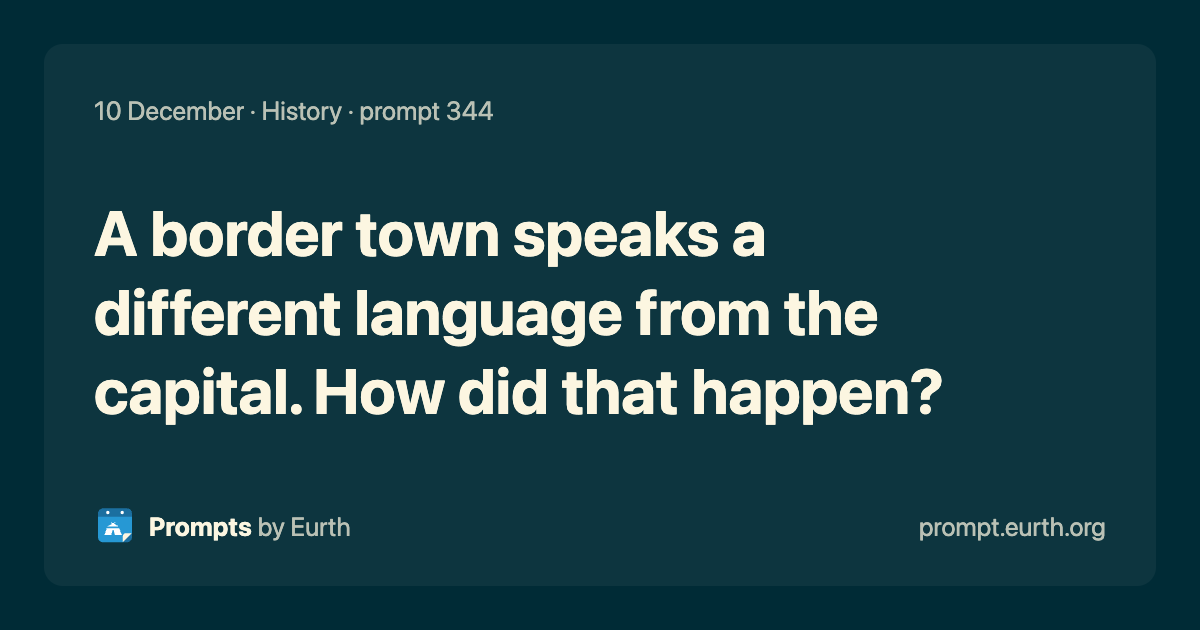 10 December · History · prompt 344
A border town speaks a
different language from the
capital. How did that happen?
Prompts by Eurth
prompt.eurth.org